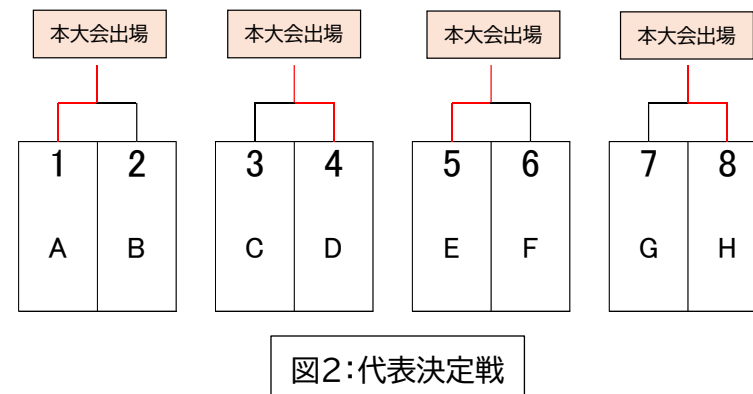 本大会出場 本大会出場 本大会出場 本大会出場
1 2 3 4 5 6 7 8
A B C D E F G H
図2:代表決定戦